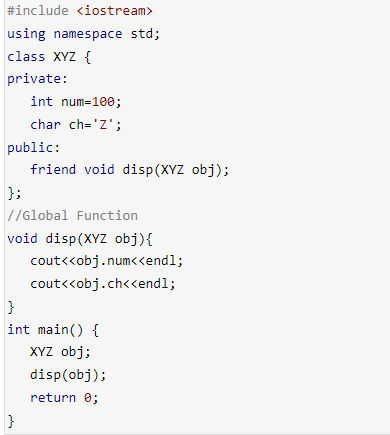 #include <iostream>
using namespace std;
class XYZ {
private:
   int num=100;
   char ch='Z';
public:
   friend void disp(XYZ obj);
};
//Global Function
void disp(XYZ obj){
   cout<<obj.num<<endl;
   cout<<obj.ch<<endl;
}
int main() {
   XYZ obj;
   disp(obj);
   return 0;
}